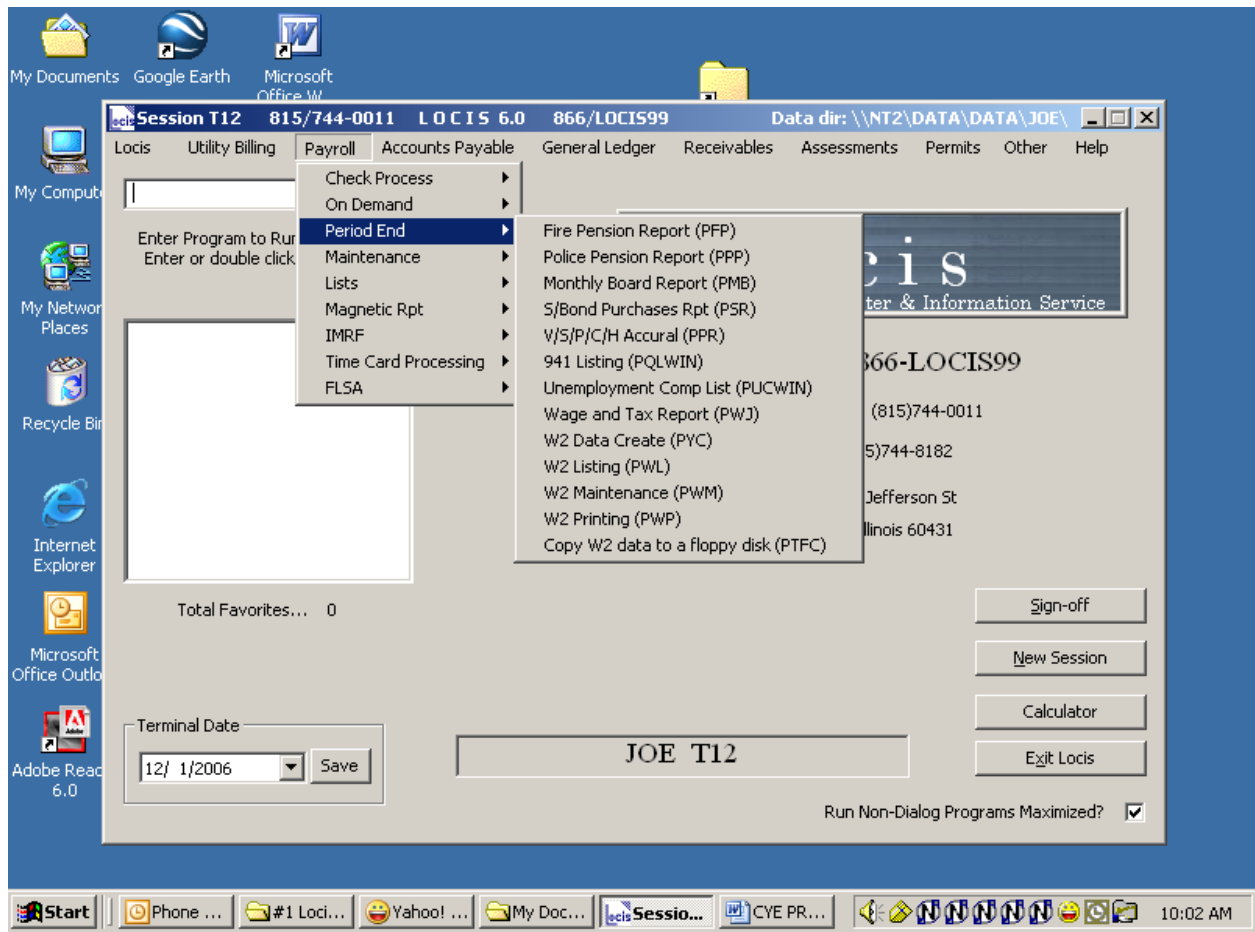 My Documents
Google Earth
Microsoft
Office W
Session T12 815/744-0011 L O C I S 6.0 866/LOCIS99 Data dir: \\NT2\DATA\DATA\JOE\
Locis Utility Billing Payroll Accounts Payable General Ledger Receivables Assessments Permits Other Help
My Compute
My Networ
Places
Recycle Bin
Internet
Explorer
Microsoft
Office Outlo
Adobe Read
6.0
Enter Program to Run
Enter or double click
Check Process
On Demand
Period End
Maintenance
Lists
Magnetic Rpt
IMRF
Time Card Processing
FLSA
Fire Pension Report (PFP)
Police Pension Report (PPP)
Monthly Board Report (PMB)
S/Bond Purchases Rpt (PSR)
V/S/P/C/H Accural (PPR)
941 Listing (PQLWIN)
Unemployment Comp List (PUCWIN)
Wage and Tax Report (PWJ)
W2 Data Create (PYC)
W2 Listing (PWL)
W2 Maintenance (PWM)
W2 Printing (PWP)
Copy W2 data to a floppy disk (PTFC)
cis
ter & Information Service
866-LOCIS99
(815)744-0011
5)744-8182
Jefferson St
llinois 60431
Total Favorites... 0
Sign-off
New Session
Calculator
Exit Locis
Terminal Date
12/ 1/2006
Save
JOE T12
Run Non-Dialog Programs Maximized?
Start
Phone ...
#1 Loci...
Yahoo! ...
My Doc...
Sessio...
CYE PR...
10:02 AM